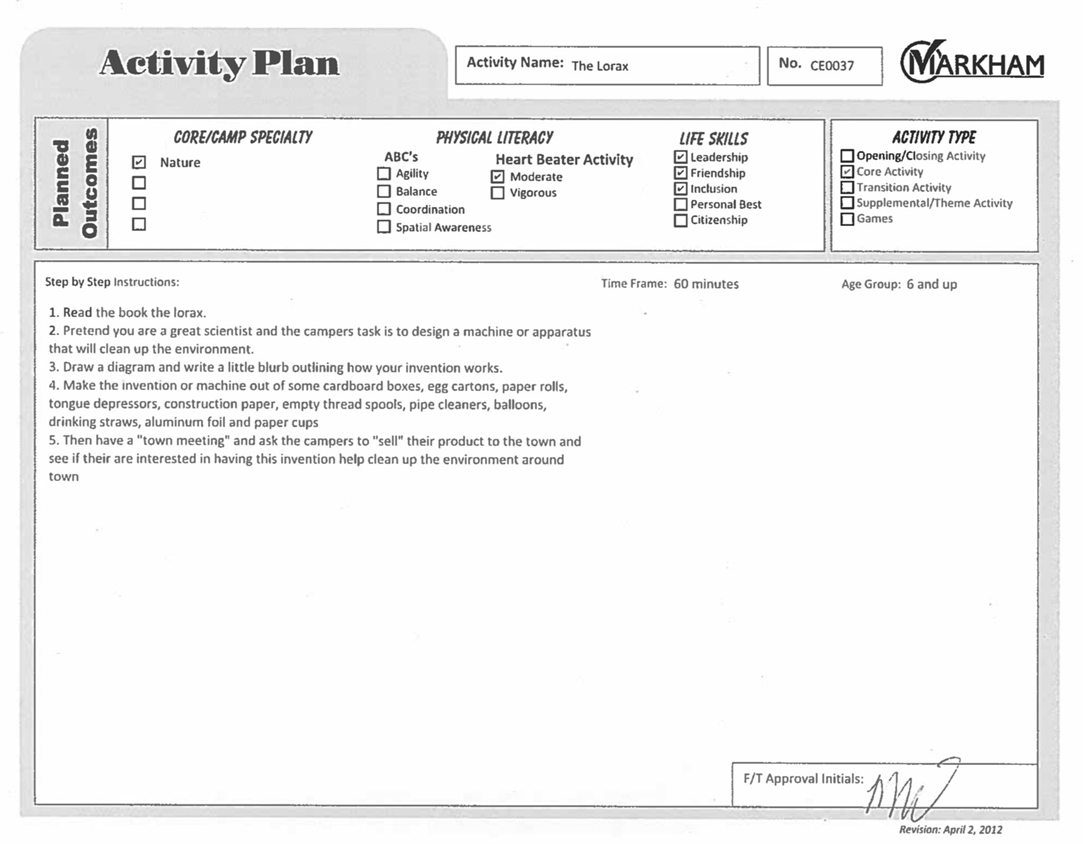 Activity Plan
Activity Name: The Lorax
No. CE0037
MARKHAM
Planned
Outcomes
CORE/CAMP SPECIALTY
Nature
PHYSICAL LITERACY
ABC's
Agility
Balance
Coordination
Spatial Awareness
Heart Beater Activity
Moderate
Vigorous
LIFE SKILLS
Leadership
Friendship
Inclusion
Personal Best
Citizenship
ACTIVITY TYPE
Opening/Closing Activity
Core Activity
Transition Activity
Supplemental/Theme Activity
Games
Step by Step Instructions:
Time Frame: 60 minutes
Age Group: 6 and up
1. Read the book the lorax.
2. Pretend you are a great scientist and the campers task is to design a machine or apparatus
that will clean up the environment.
3. Draw a diagram and write a little blurb outlining how your invention works.
4. Make the invention or machine out of some cardboard boxes, egg cartons, paper rolls,
tongue depressors, construction paper, empty thread spools, pipe cleaners, balloons,
drinking straws, aluminum foil and paper cups
5. Then have a "town meeting" and ask the campers to "sell" their product to the town and
see if their are interested in having this invention help clean up the environment around
town
F/T Approval Initials:
Revision: April 2, 2012